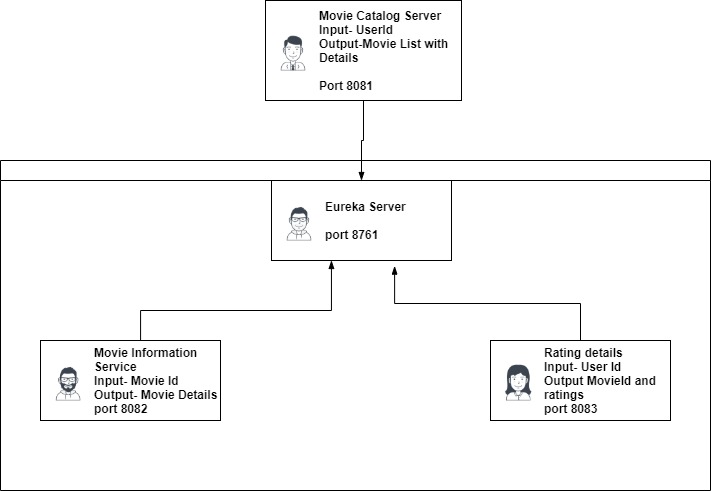 Movie Catalog Server
Input- UserId
Output-Movie List with
Details
Port 8081
Eureka Server
port 8761
Movie Information
Service
Input- Movie Id
Output- Movie Details
port 8082
Rating details
Input- User Id
Output MovieId and
ratings
port 8083